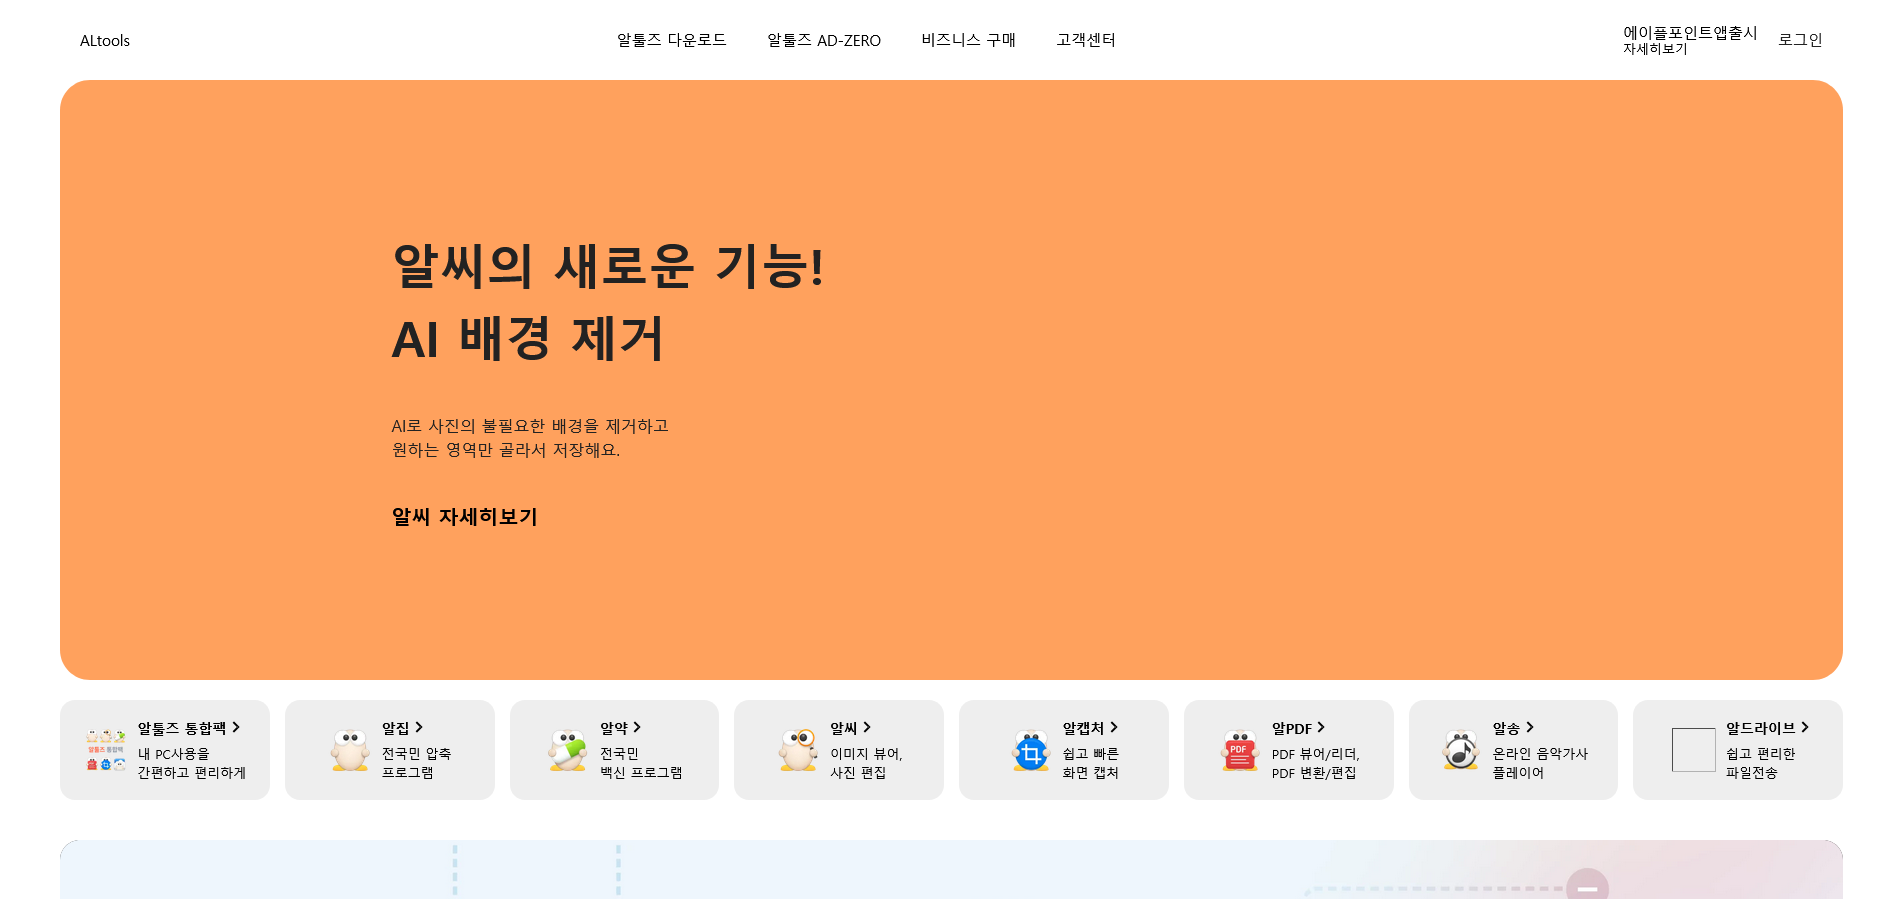 ALtools
알툴즈 다운로드
알툴즈 AD-ZERO
비즈니스 구매
고객센터
에이플포인트앱출시
자세히보기
로그인
알씨의 새로운 기능!
AI 배경 제거
AI로 사진의 불필요한 배경을 제거하고
원하는 영역만 골라서 저장해요.
알씨 자세히보기
알툴즈 통합팩
알툴즈 통합팩
내 PC사용을
간편하고 편리하게
알집
전국민 압축
프로그램
알약
전국민
백신 프로그램
알씨
이미지 뷰어,
사진 편집
알캡처
쉽고 빠른
화면 캡처
PDF
알PDF
PDF 뷰어/리더,
PDF 변환/편집
알송
온라인 음악가사
플레이어
알드라이브
쉽고 편리한
파일전송